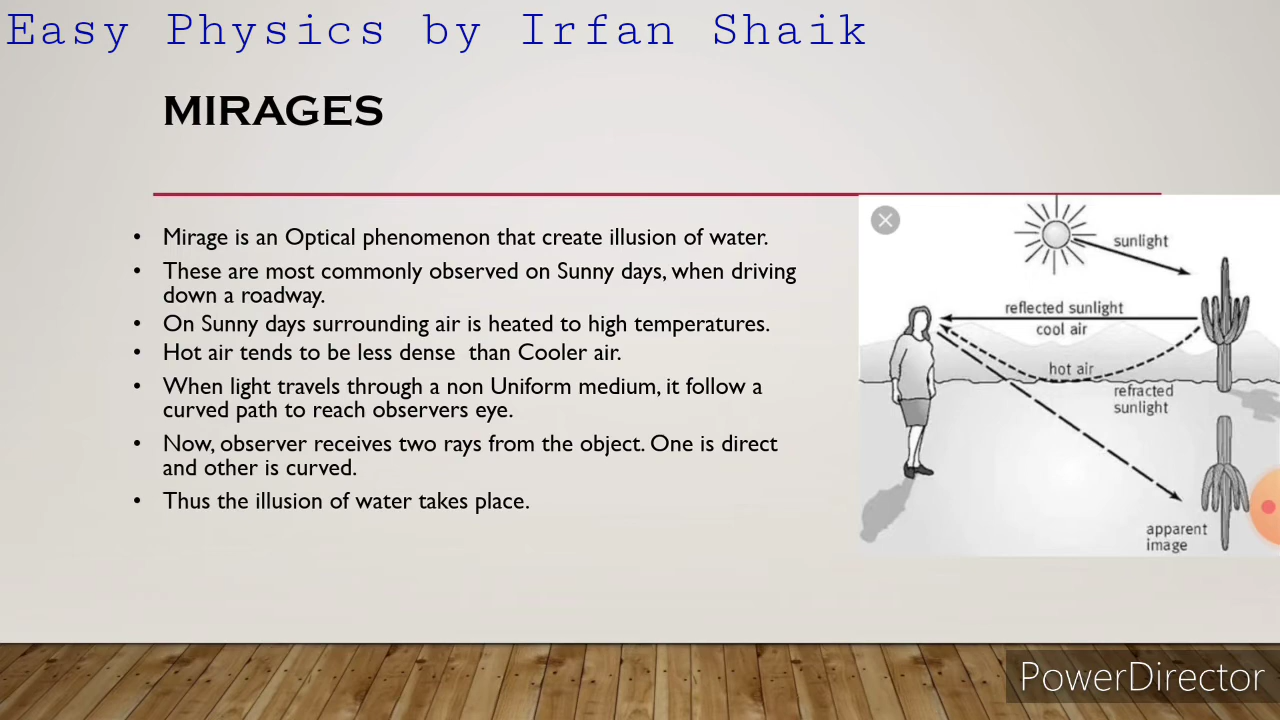 Easy Physics by Irfan Shaik
MIRAGES
• Mirage is an Optical phenomenon that create illusion of water.
• These are most commonly observed on Sunny days, when driving
down a roadway.
• On Sunny days surrounding air is heated to high temperatures.
• Hot air tends to be less dense than Cooler air.
• When light travels through a non Uniform medium, it follow a
curved path to reach observers eye.
• Now, observer receives two rays from the object. One is direct
and other is curved.
• Thus the illusion of water takes place.
sunlight
reflected sunlight
cool air
hot air
refracted
sunlight
apparent
image
PowerDirector